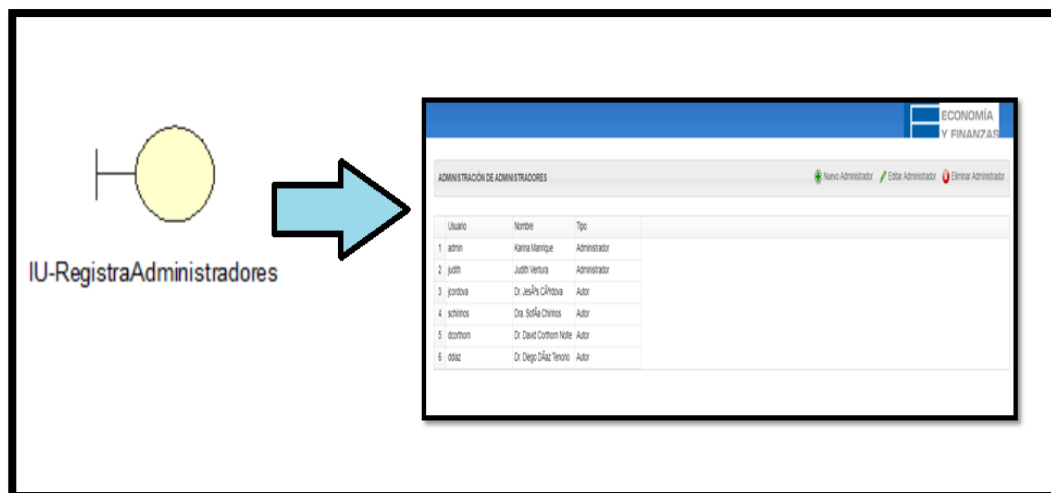 ECONOMÍA
Y FINANZAS
ADMINISTRACIÓN DE ADMINISTRADORES
Nuevo Administrador Editar Administrador Eliminar Administrador
Usuario Nombre Tipo
1 admin Karina Manrique Administrador
2 judith Judith Ventura Administrador
3 jcordova Dr. JesÃºs CÃ³rdova Autor
4 schirinos Dra. SofÃ­a Chirinos Autor
5 dcorthorn Dr. David Corthorn Nolte Autor
6 ddiaz Dr. Diego DÃ­az Tenorio Autor
IU-RegistraAdministradores